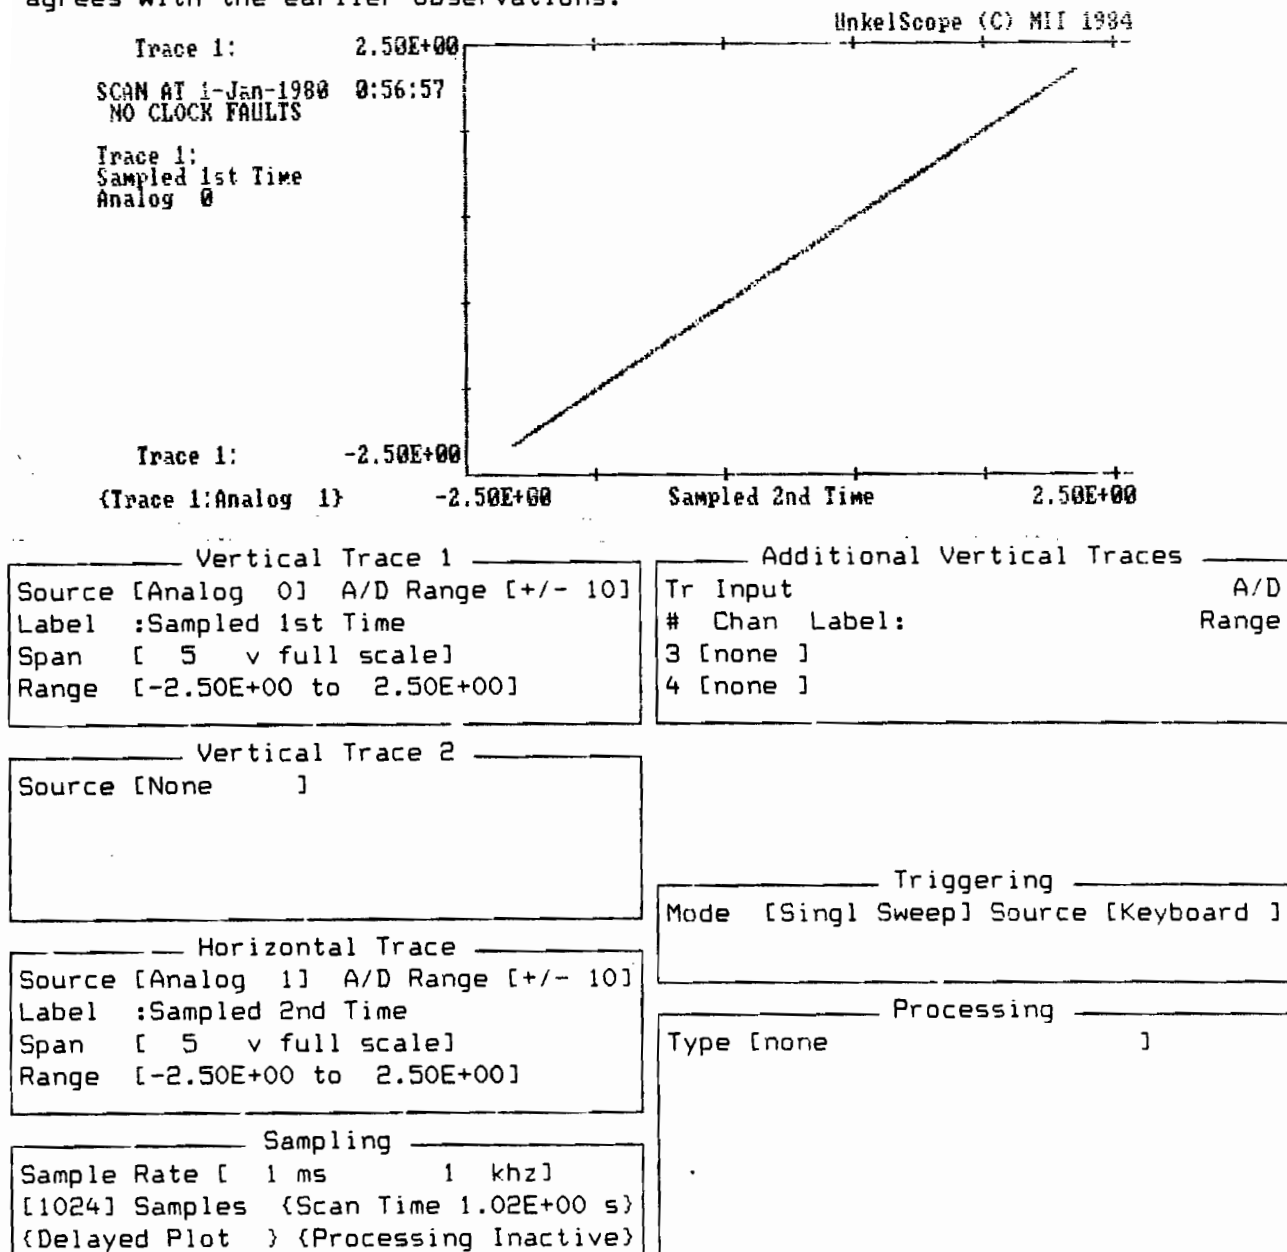 agrees with the earlier observations.
UnkelScope (C) MII 1984
Trace 1: 2.50E+00
SCAN AT 1-Jan-1980 0:56:57
NO CLOCK FAULTS
Trace 1:
Sampled 1st Time
Analog 0
Trace 1: -2.50E+00
{Trace 1:Analog 1} -2.50E+00 Sampled 2nd Time 2.50E+00
Vertical Trace 1
Source [Analog 0] A/D Range [+/- 10]
Label :Sampled 1st Time
Span [ 5 v full scale]
Range [-2.50E+00 to 2.50E+00]
Additional Vertical Traces
Tr Input A/D
# Chan Label: Range
3 [none ]
4 [none ]
Vertical Trace 2
Source [None ]
Triggering
Mode [Singl Sweep] Source [Keyboard ]
Horizontal Trace
Source [Analog 1] A/D Range [+/- 10]
Label :Sampled 2nd Time
Span [ 5 v full scale]
Range [-2.50E+00 to 2.50E+00]
Processing
Type [none ]
Sampling
Sample Rate [ 1 ms 1 khz]
[1024] Samples {Scan Time 1.02E+00 s}
{Delayed Plot } {Processing Inactive}